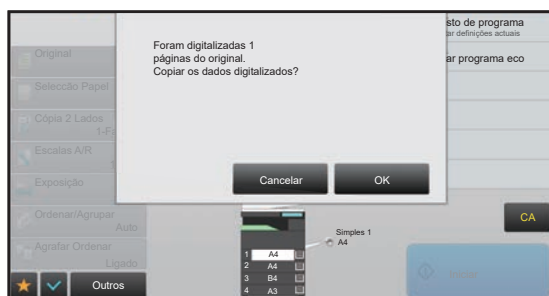 Foram digitalizadas 1
páginas do original.
Copiar os dados digitalizados?
Cancelar
OK
sto de programa
ar definições actuais
ar programa eco
Original
Selecção Papel
Cópia 2 Lados
1-F
Escalas A/R
Exposição
Ordenar/Agrupar
Auto
Agrafar Ordenar
Ligado
Outros
Simples 1
A4
1 A4
2 A4
3 B4
4 A3
CA
Iniciar